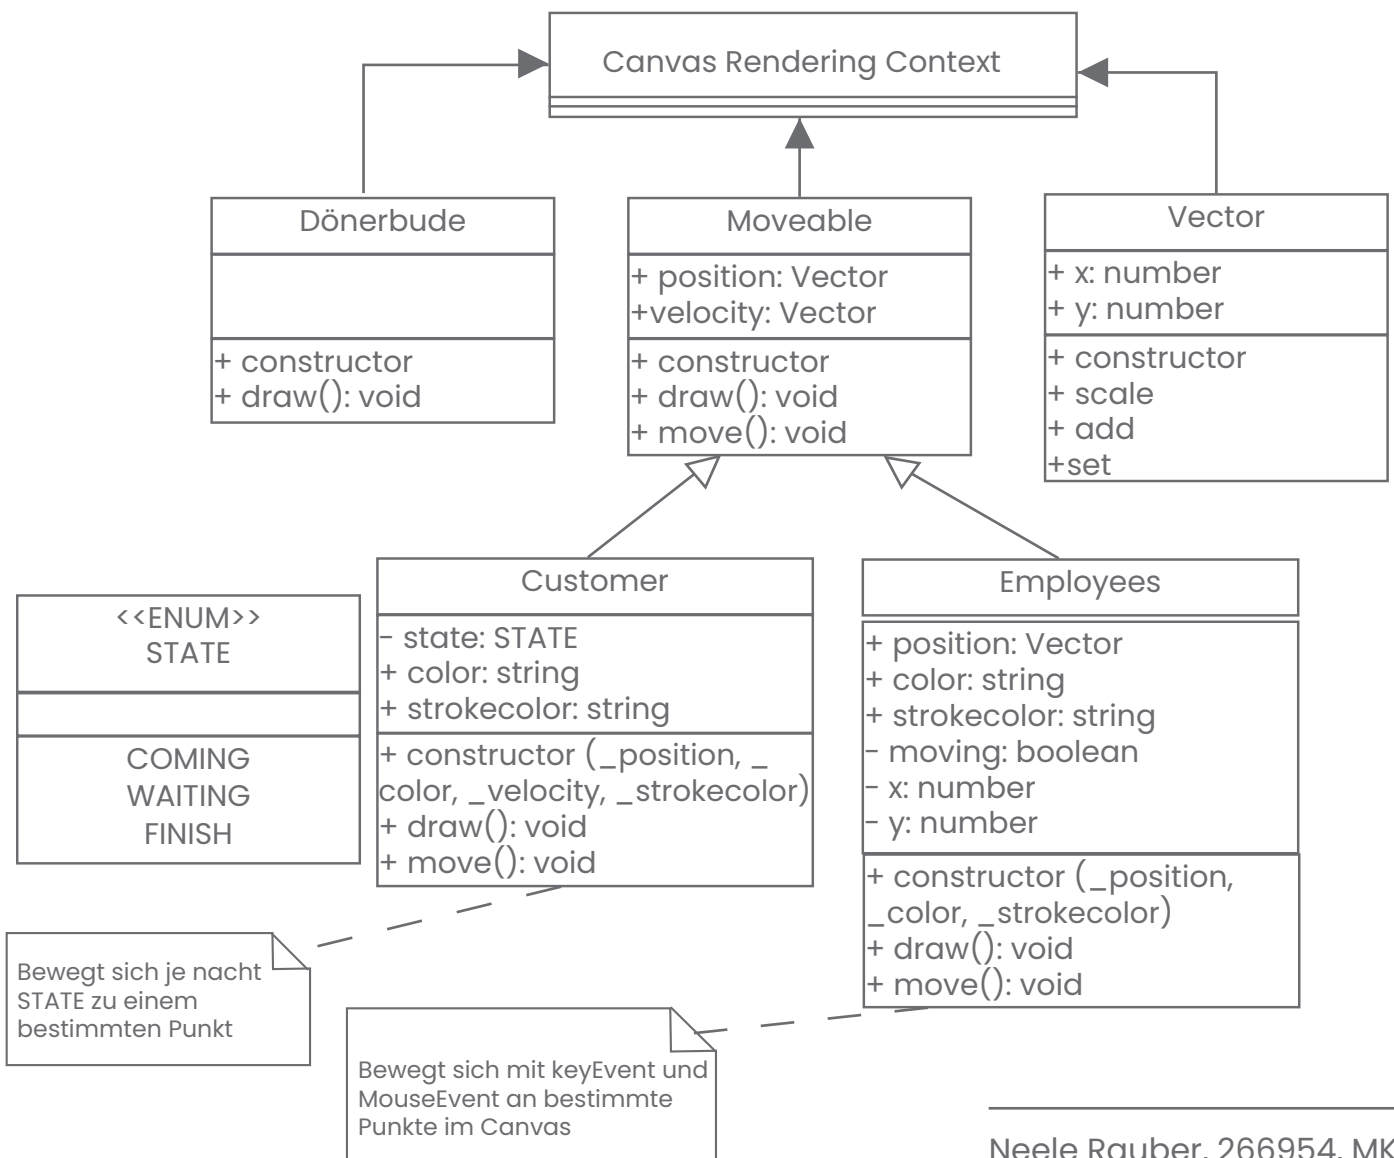 Canvas Rendering Context
Dönerbude
+ constructor
+ draw(): void
Moveable
+ position: Vector
+velocity: Vector
+ constructor
+ draw(): void
+ move(): void
Vector
+ x: number
+ y: number
+ constructor
+ scale
+ add
+set
<<ENUM>>
STATE
COMING
WAITING
FINISH
Customer
- state: STATE
+ color: string
+ strokecolor: string
+ constructor (_position, _
color, _velocity, _strokecolor)
+ draw(): void
+ move(): void
Employees
+ position: Vector
+ color: string
+ strokecolor: string
- moving: boolean
- x: number
- y: number
+ constructor (_position,
_color, _strokecolor)
+ draw(): void
+ move(): void
Bewegt sich je nacht
STATE zu einem
bestimmten Punkt
Bewegt sich mit keyEvent und
MouseEvent an bestimmte
Punkte im Canvas
Neele Rauber, 266954, MK